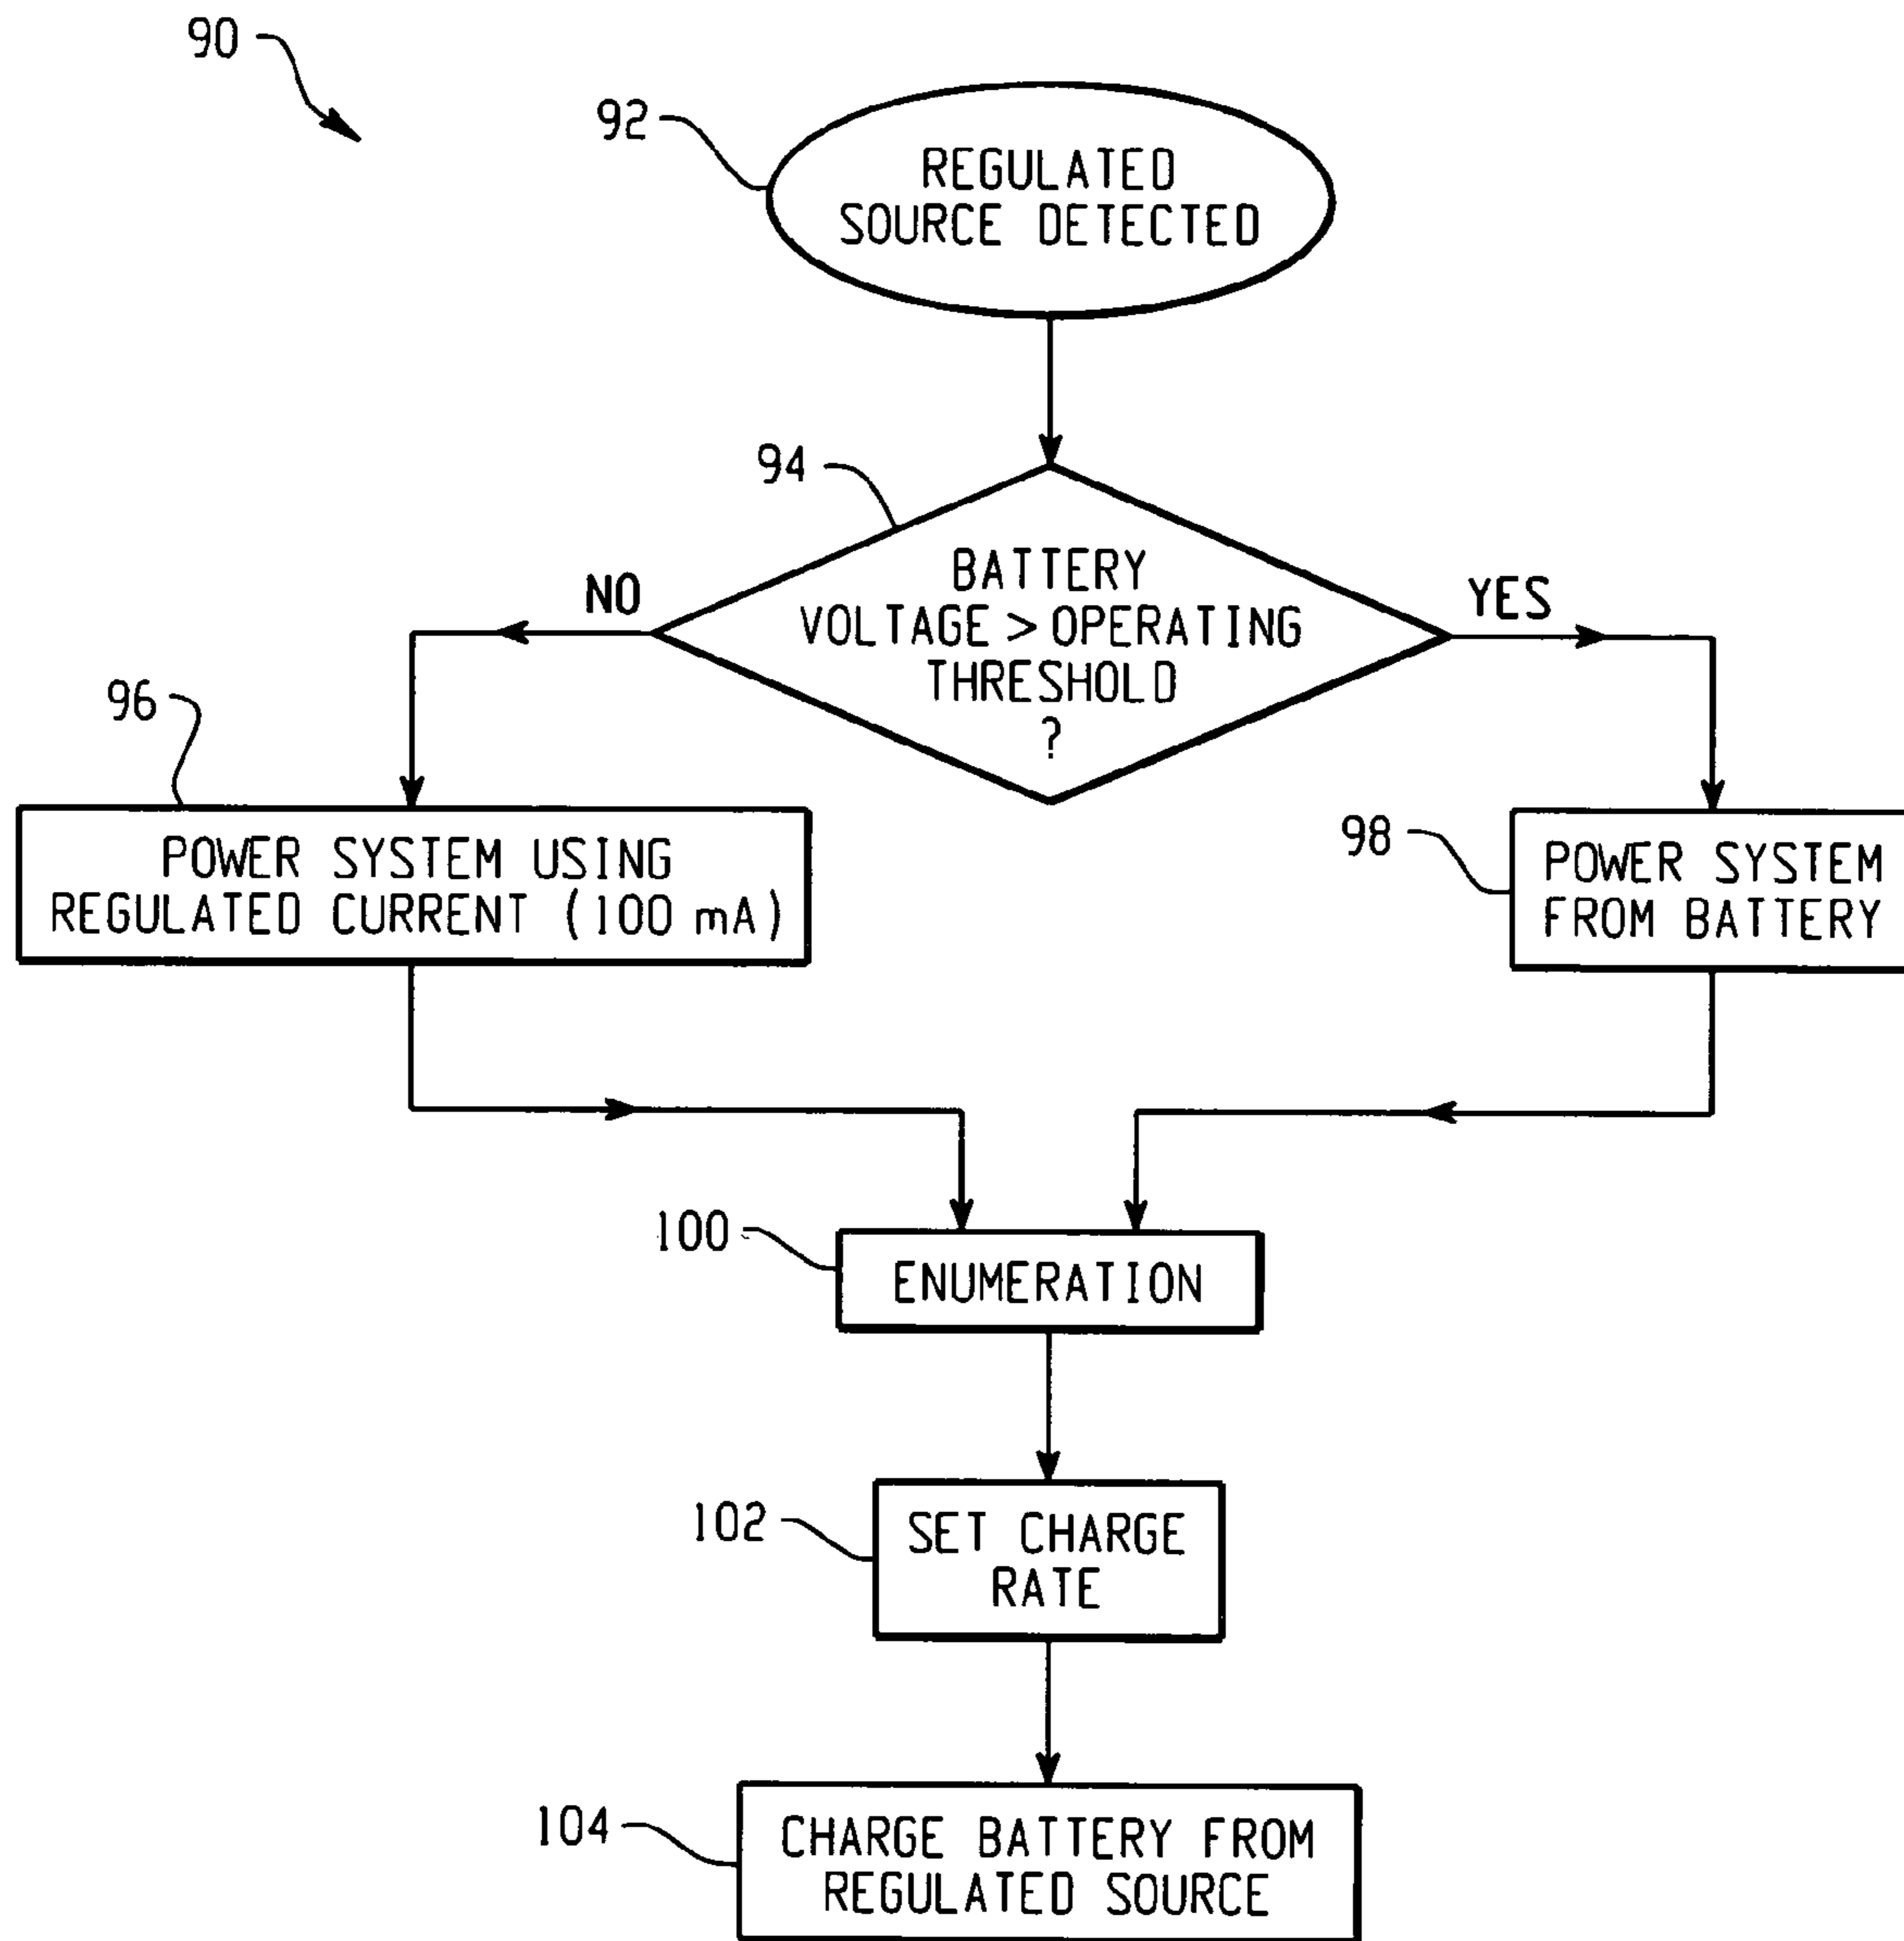 90
92
REGULATED
SOURCE DETECTED
94
BATTERY
VOLTAGE > OPERATING
THRESHOLD
?
NO
YES
96
POWER SYSTEM USING
REGULATED CURRENT (100 mA)
98
POWER SYSTEM
FROM BATTERY
100
ENUMERATION
102
SET CHARGE
RATE
104
CHARGE BATTERY FROM
REGULATED SOURCE